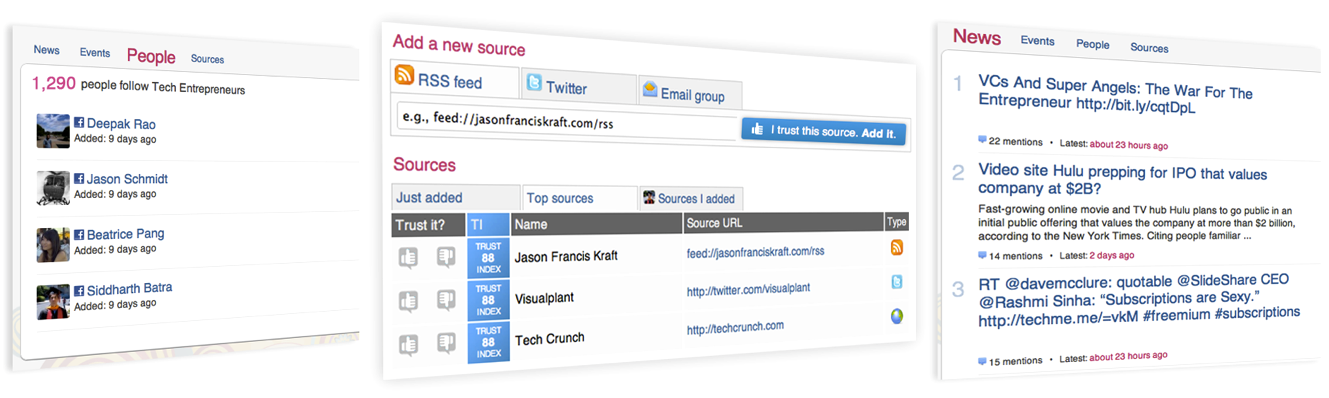 News Events People Sources
1,290 people follow Tech Entrepreneurs
Deepak Rao
Added: 9 days ago
Jason Schmidt
Added: 9 days ago
Beatrice Pang
Added: 9 days ago
Siddharth Batra
Added: 9 days ago
Add a new source
RSS feed Twitter Email group
e.g., feed://jasonfranciskraft.com/rss I trust this source. Add it.
Sources
Just added Top sources Sources I added
Trust it? TI Name Source URL Type
TRUST
88
INDEX
Jason Francis Kraft feed://jasonfranciskraft.com/rss
TRUST
88
INDEX
Visualplant http://twitter.com/visualplant
TRUST
88
INDEX
Tech Crunch http://techcrunch.com
News Events People Sources
1 VCs And Super Angels: The War For The
Entrepreneur http://bit.ly/cqtDpL
22 mentions • Latest: about 23 hours ago
2 Video site Hulu prepping for IPO that values
company at $2B?
Fast-growing online movie and TV hub Hulu plans to go public in an
initial public offering that values the company at more than $2 billion,
according to the New York Times. Citing people familiar ...
14 mentions • Latest: 2 days ago
3 RT @davemcclure: quotable @SlideShare CEO
@Rashmi Sinha: “Subscriptions are Sexy.”
http://techme.me/=vkM #freemium #subscriptions
15 mentions • Latest: about 23 hours ago